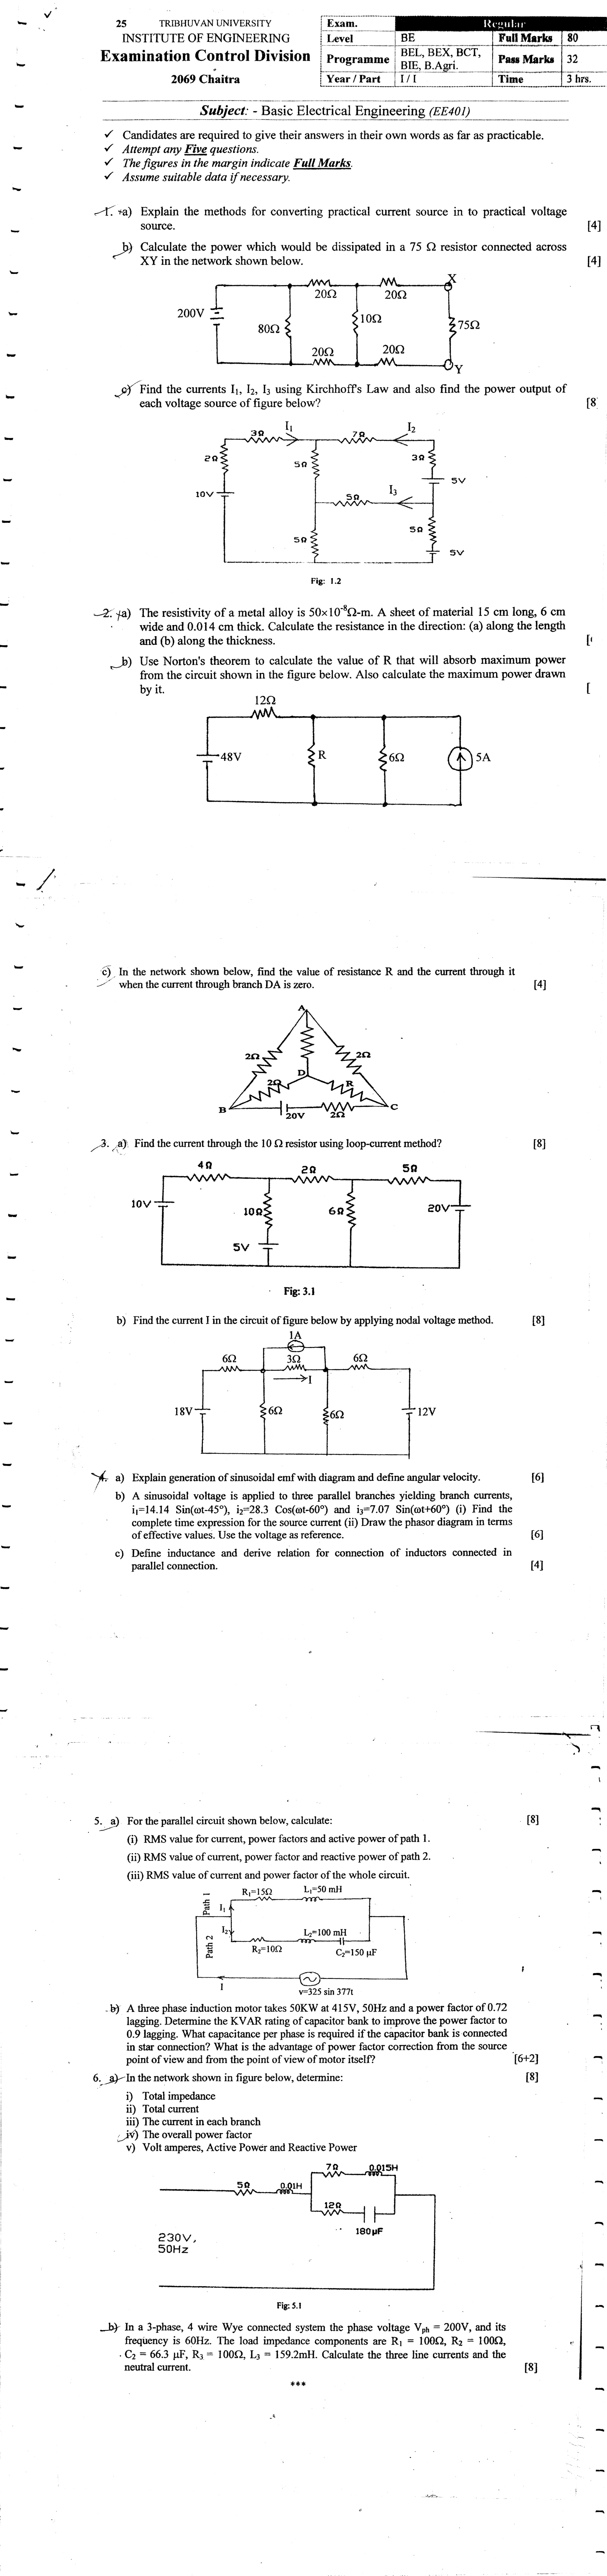 25 TRIBHUVAN UNIVERSITY
INSTITUTE OF ENGINEERING
Examination Control Division
2069 Chaitra
Exam. Regular
Level BE Full Marks 80
Programme BEL, BEX, BCT, BIE, B.Agri. Pass Marks 32
Year / Part I / I Time 3 hrs.
Subject: - Basic Electrical Engineering (EE401)
✓ Candidates are required to give their answers in their own words as far as practicable.
✓ Attempt any Five questions.
✓ The figures in the margin indicate Full Marks.
✓ Assume suitable data if necessary.
1. a) Explain the methods for converting practical current source in to practical voltage
source. [4]
b) Calculate the power which would be dissipated in a 75 Ω resistor connected across
XY in the network shown below. [4]
X
20Ω 20Ω
200V
80Ω
10Ω
75Ω
20Ω 20Ω
Y
c) Find the currents I₁, I₂, I₃ using Kirchhoff's Law and also find the power output of
each voltage source of figure below? [8
3Ω I₁ 7Ω I₂
2Ω 5Ω 3Ω
10V 5Ω I₃ 5V
5Ω 5Ω
5V
Fig: 1.2
2. a) The resistivity of a metal alloy is 50×10⁻⁸Ω-m. A sheet of material 15 cm long, 6 cm
wide and 0.014 cm thick. Calculate the resistance in the direction: (a) along the length
and (b) along the thickness. [
b) Use Norton's theorem to calculate the value of R that will absorb maximum power
from the circuit shown in the figure below. Also calculate the maximum power drawn
by it. [
12Ω
48V R 6Ω 5A
c) In the network shown below, find the value of resistance R and the current through it
when the current through branch DA is zero. [4]
A
2Ω 2Ω
D
2Ω R
B C
20V 2Ω
3. a) Find the current through the 10 Ω resistor using loop-current method? [8]
4Ω 2Ω 5Ω
10V 10Ω 6Ω 20V
5V
Fig: 3.1
b) Find the current I in the circuit of figure below by applying nodal voltage method. [8]
1A
6Ω 3Ω 6Ω
I
18V 6Ω 6Ω 12V
4. a) Explain generation of sinusoidal emf with diagram and define angular velocity. [6]
b) A sinusoidal voltage is applied to three parallel branches yielding branch currents,
i₁=14.14 Sin(ωt-45°), i₂=28.3 Cos(ωt-60°) and i₃=7.07 Sin(ωt+60°) (i) Find the
complete time expression for the source current (ii) Draw the phasor diagram in terms
of effective values. Use the voltage as reference. [6]
c) Define inductance and derive relation for connection of inductors connected in
parallel connection. [4]
5. a) For the parallel circuit shown below, calculate: [8]
(i) RMS value for current, power factors and active power of path 1.
(ii) RMS value of current, power factor and reactive power of path 2.
(iii) RMS value of current and power factor of the whole circuit.
R₁=15Ω L₁=50 mH
Path 1 I₁
Path 2 I₂
L₂=100 mH
R₂=10Ω C₂=150 μF
I
v=325 sin 377t
b) A three phase induction motor takes 50KW at 415V, 50Hz and a power factor of 0.72
lagging. Determine the KVAR rating of capacitor bank to improve the power factor to
0.9 lagging. What capacitance per phase is required if the capacitor bank is connected
in star connection? What is the advantage of power factor correction from the source
point of view and from the point of view of motor itself? [6+2]
6. a) In the network shown in figure below, determine: [8]
i) Total impedance
ii) Total current
iii) The current in each branch
iv) The overall power factor
v) Volt amperes, Active Power and Reactive Power
7Ω 0.015H
5Ω 0.01H
12Ω
180μF
230V,
50Hz
Fig: 5.1
b) In a 3-phase, 4 wire Wye connected system the phase voltage Vph = 200V, and its
frequency is 60Hz. The load impedance components are R₁ = 100Ω, R₂ = 100Ω,
C₂ = 66.3 μF, R₃ = 100Ω, L₃ = 159.2mH. Calculate the three line currents and the
neutral current. [8]
***